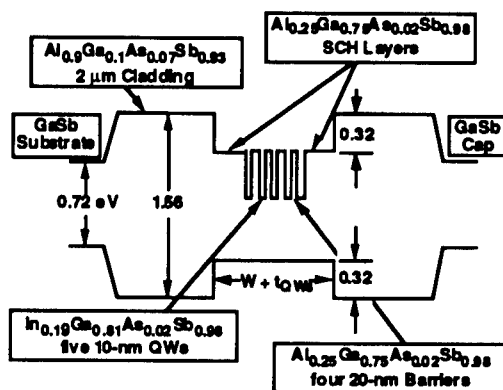 Al0.25Ga0.75As0.02Sb0.98
SCH Layers
Al0.9Ga0.1As0.07Sb0.93
2 μm Cladding
GaSb
Substrate
GaSb
Cap
0.32
0.72 eV
1.56
W + tQWs
0.32
In0.19Ga0.81As0.02Sb0.98
five 10-nm QWs
Al0.25Ga0.75As0.02Sb0.98
four 20-nm Barriers